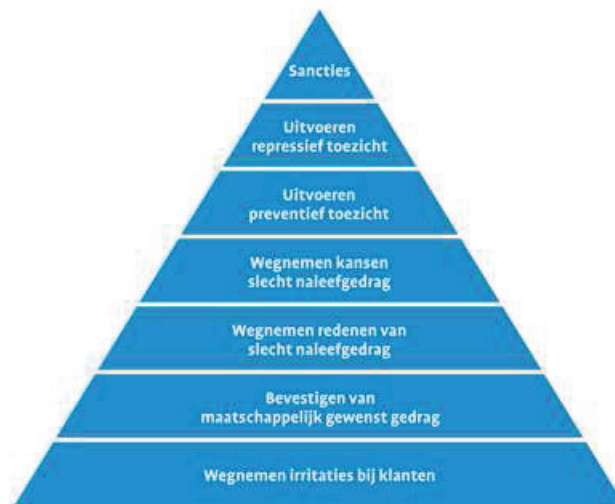 Sancties
Uitvoeren
repressief toezicht
Uitvoeren
preventief toezicht
Wegnemen kansen
slecht naleefgedrag
Wegnemen redenen van
slecht naleefgedrag
Bevestigen van
maatschappelijk gewenst gedrag
Wegnemen irritaties bij klanten